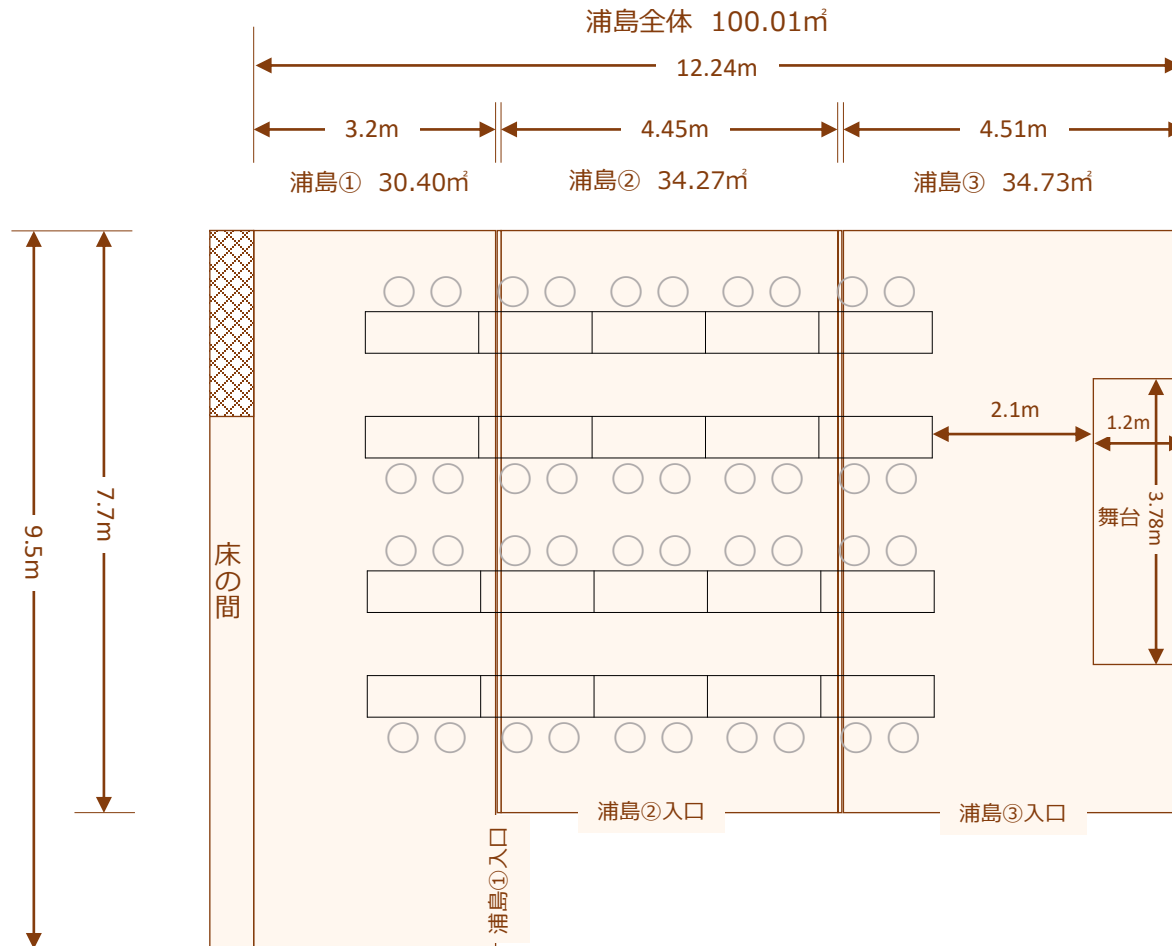 浦島全体 100.01㎡
12.24m
3.2m
4.45m
4.51m
浦島① 30.40㎡
浦島② 34.27㎡
浦島③ 34.73㎡
9.5m
7.7m
床の間
2.1m
1.2m
3.78m
舞台
浦島①入口
浦島②入口
浦島③入口